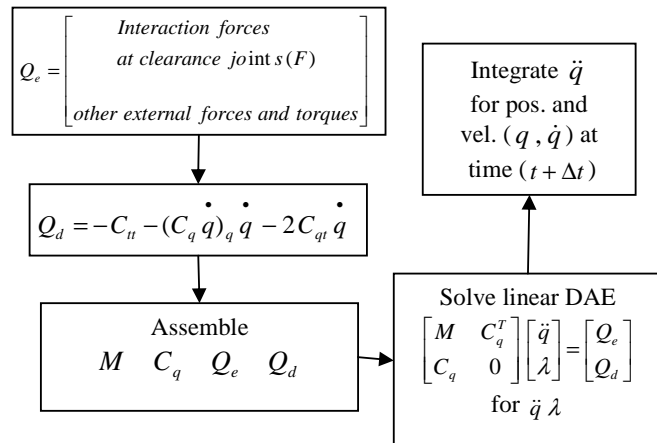 Q_e = [Interaction forces
at clearance joint s(F)
other external forces and torques]
Q_d = −C_tt − (C_q q̇)_q q̇ − 2C_qt q̇
Assemble
M C_q Q_e Q_d
Solve linear DAE
[M C_q^T; C_q 0] [q̈; λ] = [Q_e; Q_d]
for q̈ λ
Integrate q̈
for pos. and
vel. (q , q̇) at
time (t + Δt)